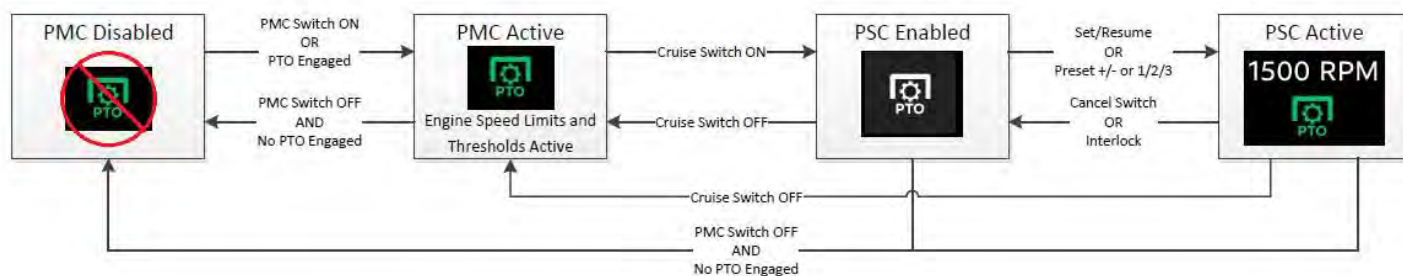 PMC Disabled
PTO
PMC Switch ON
OR
PTO Engaged
PMC Switch OFF
AND
No PTO Engaged
PMC Active
PTO
Engine Speed Limits and
Thresholds Active
Cruise Switch ON
Cruise Switch OFF
PSC Enabled
PTO
Set/Resume
OR
Preset +/- or 1/2/3
Cancel Switch
OR
Interlock
PSC Active
1500 RPM
PTO
Cruise Switch OFF
PMC Switch OFF
AND
No PTO Engaged